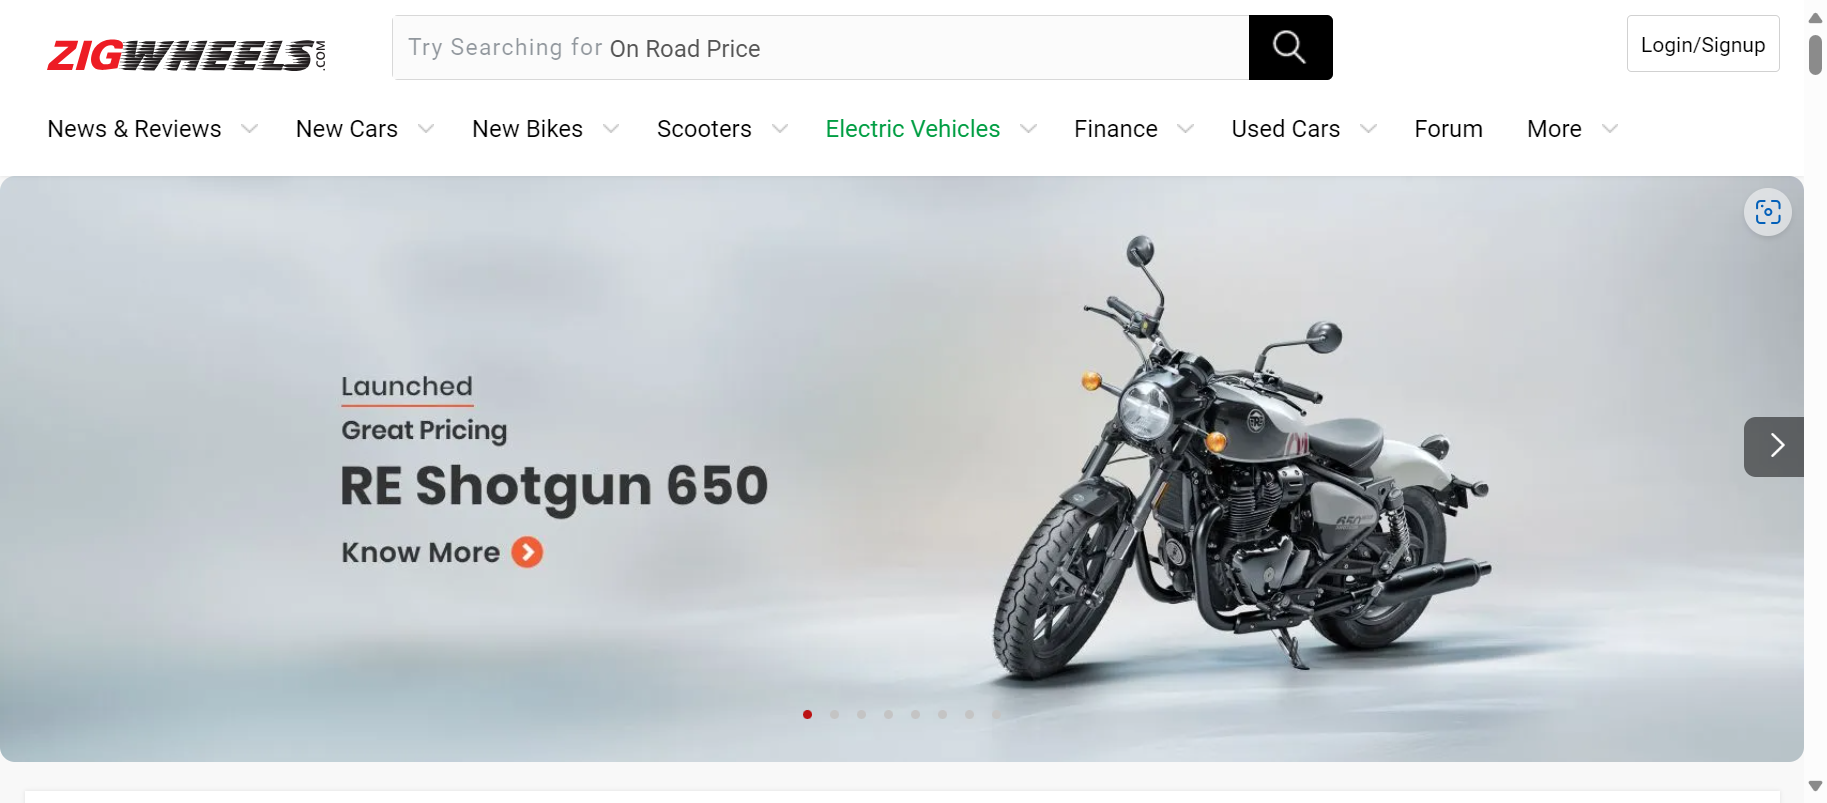 ZIGWHEELS.COM
Try Searching for On Road Price
Login/Signup
News & Reviews New Cars New Bikes Scooters Electric Vehicles Finance Used Cars Forum More
Launched
Great Pricing
RE Shotgun 650
Know More
650